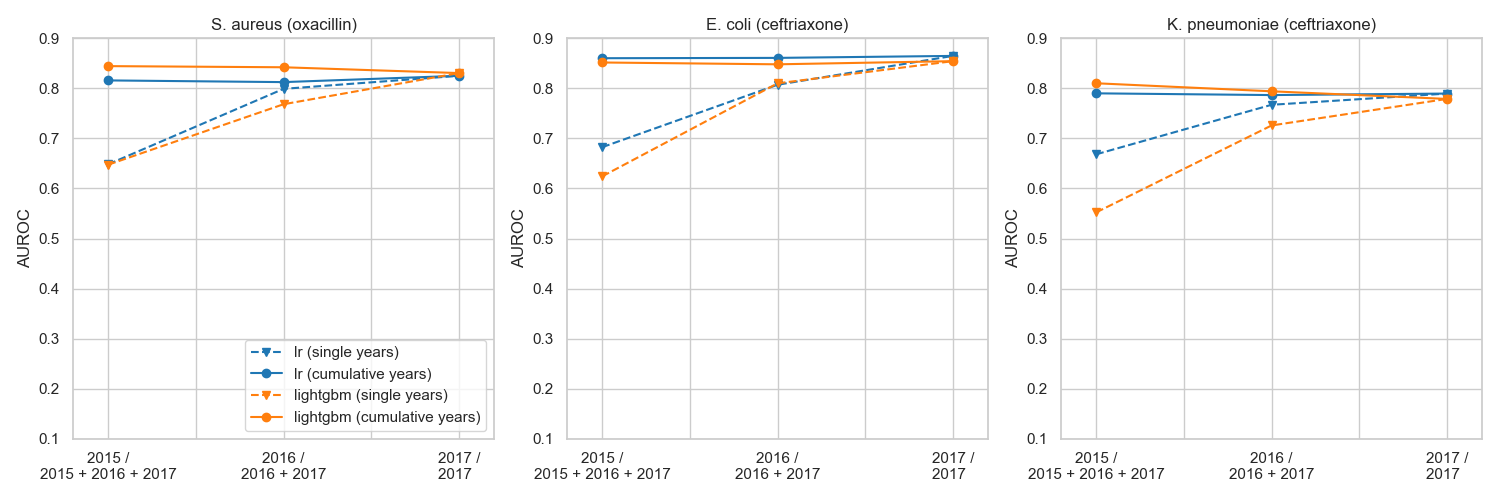 S. aureus (oxacillin)
AUROC
0.9
0.8
0.7
0.6
0.5
0.4
0.3
0.2
0.1
lr (single years)
lr (cumulative years)
lightgbm (single years)
lightgbm (cumulative years)
2015 /
2015 + 2016 + 2017
2016 /
2016 + 2017
2017 /
2017
E. coli (ceftriaxone)
AUROC
0.9
0.8
0.7
0.6
0.5
0.4
0.3
0.2
0.1
2015 /
2015 + 2016 + 2017
2016 /
2016 + 2017
2017 /
2017
K. pneumoniae (ceftriaxone)
AUROC
0.9
0.8
0.7
0.6
0.5
0.4
0.3
0.2
0.1
2015 /
2015 + 2016 + 2017
2016 /
2016 + 2017
2017 /
2017